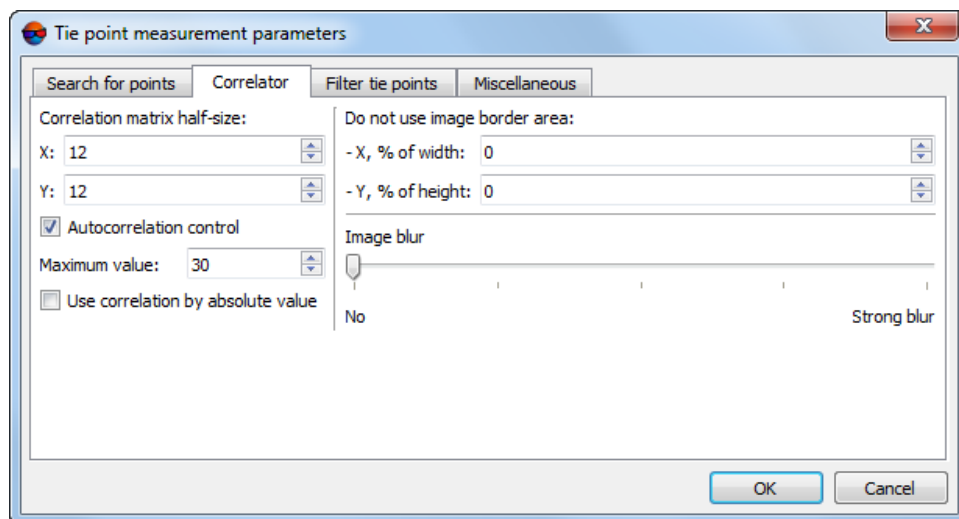 Tie point measurement parameters
Search for points
Correlator
Filter tie points
Miscellaneous
Correlation matrix half-size:
X: 12
Y: 12
Autocorrelation control
Maximum value: 30
Use correlation by absolute value
Do not use image border area:
- X, % of width: 0
- Y, % of height: 0
Image blur
No
Strong blur
OK
Cancel